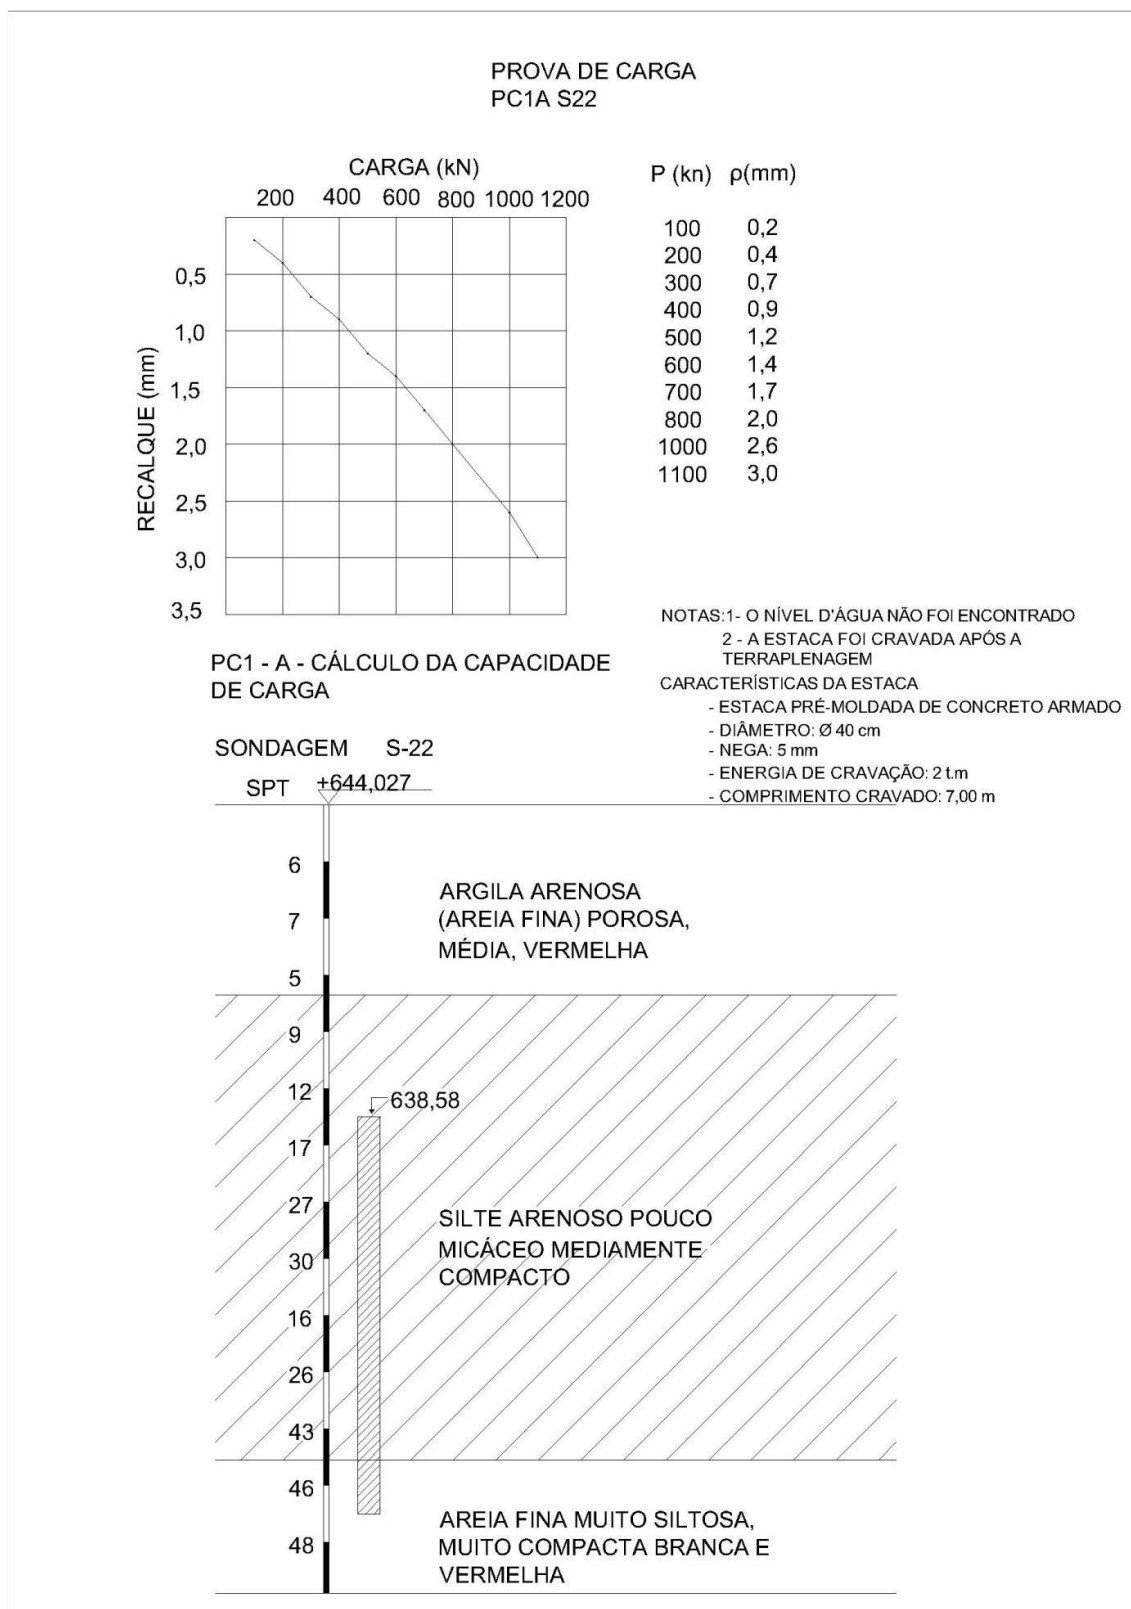 PROVA DE CARGA
PC1A S22
CARGA (kN)
200 400 600 800 1000 1200
RECALQUE (mm)
0,5
1,0
1,5
2,0
2,5
3,0
3,5
P (kn) ρ(mm)
100 0,2
200 0,4
300 0,7
400 0,9
500 1,2
600 1,4
700 1,7
800 2,0
1000 2,6
1100 3,0
NOTAS:1- O NÍVEL D'ÁGUA NÃO FOI ENCONTRADO
2 - A ESTACA FOI CRAVADA APÓS A
TERRAPLENAGEM
CARACTERÍSTICAS DA ESTACA
- ESTACA PRÉ-MOLDADA DE CONCRETO ARMADO
- DIÂMETRO: Ø 40 cm
- NEGA: 5 mm
- ENERGIA DE CRAVAÇÃO: 2 t.m
- COMPRIMENTO CRAVADO: 7,00 m
PC1 - A - CÁLCULO DA CAPACIDADE
DE CARGA
SONDAGEM S-22
SPT +644,027
6
7
5
9
12
17
27
30
16
26
43
46
48
ARGILA ARENOSA
(AREIA FINA) POROSA,
MÉDIA, VERMELHA
638,58
SILTE ARENOSO POUCO
MICÁCEO MEDIAMENTE
COMPACTO
AREIA FINA MUITO SILTOSA,
MUITO COMPACTA BRANCA E
VERMELHA